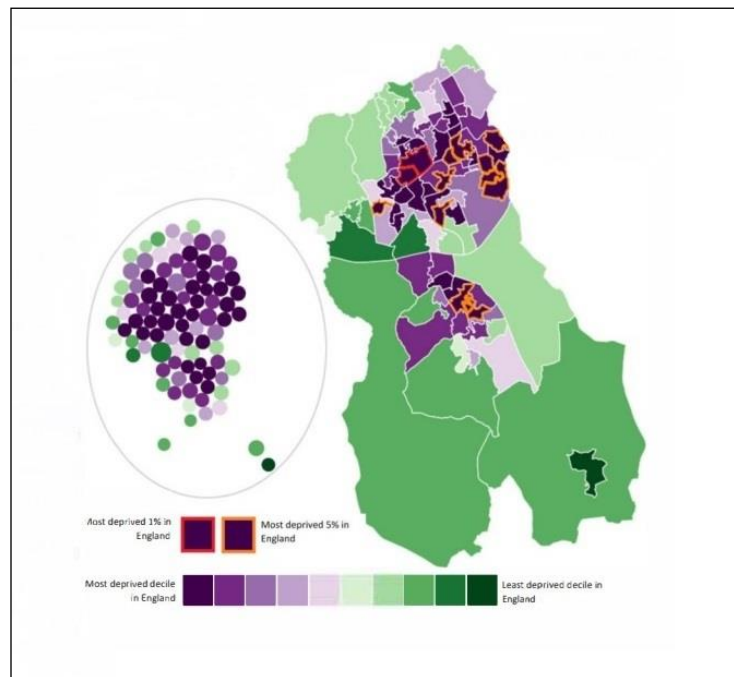 Most deprived 1% in
England
Most deprived 5% in
England
Most deprived decile
in England
Least deprived decile in
England